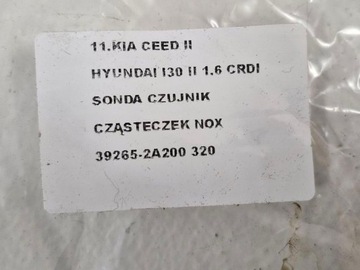 11.KIA CEED II
HYUNDAI I30 II 1.6 CRDI
SONDA CZUJNIK
CZĄSTECZEK NOX
39265-2A200 320